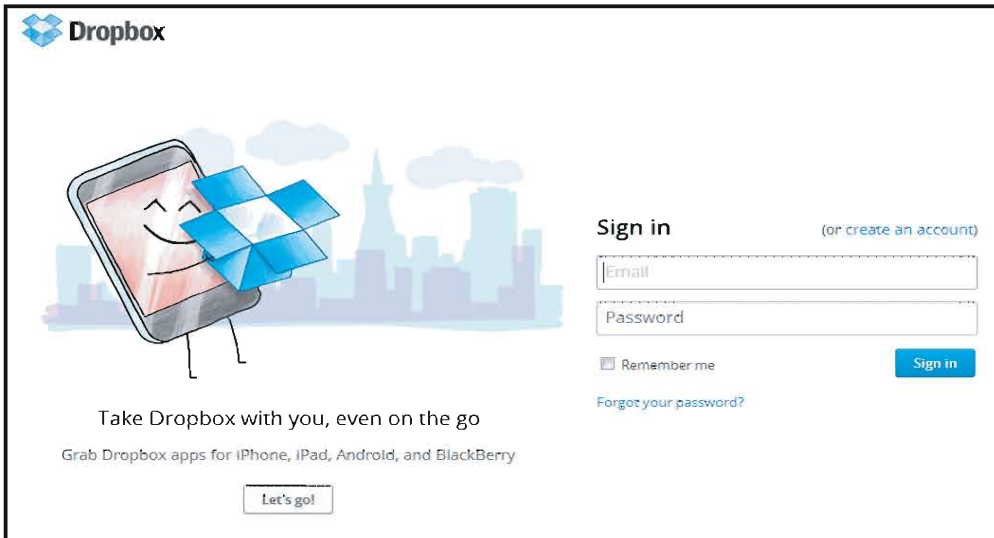 Dropbox
Sign in
(or create an account)
Email
Password
Remember me
Sign in
Forgot your password?
Take Dropbox with you, even on the go
Grab Dropbox apps for iPhone, iPad, Android, and BlackBerry
Let's go!